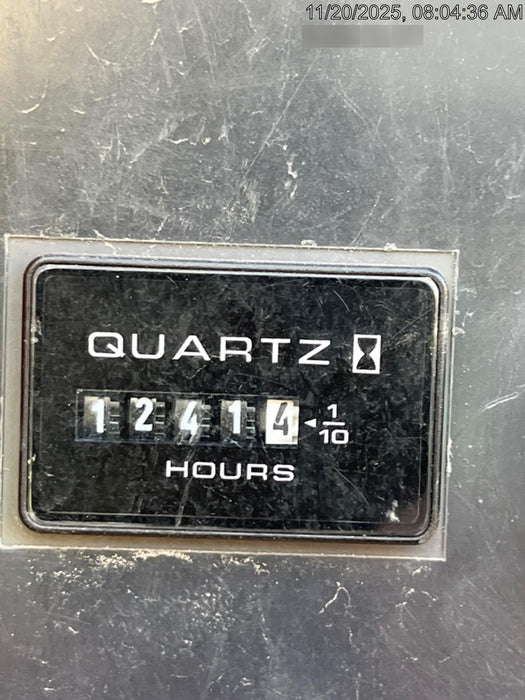 11/20/2025, 08:04:36 AM
QUARTZ
12414 1/10
HOURS